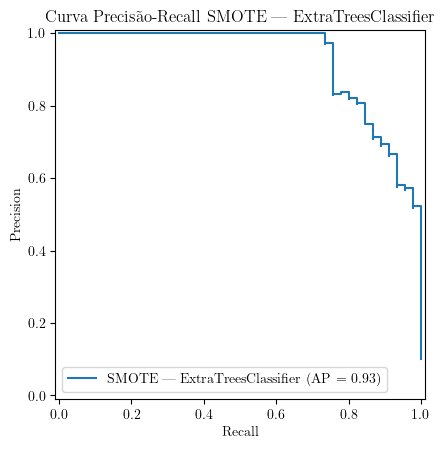 Curva Precisão-Recall SMOTE — ExtraTreesClassifier
1.0
0.8
0.6
0.4
0.2
0.0
Precision
SMOTE — ExtraTreesClassifier (AP = 0.93)
0.0 0.2 0.4 0.6 0.8 1.0
Recall